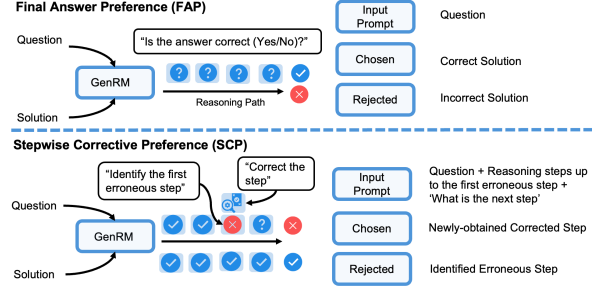 Final Answer Preference (FAP)
Question
"Is the answer correct (Yes/No)?"
GenRM
? ? ? ?
Reasoning Path
Solution
Input
Prompt
Question
Chosen
Correct Solution
Rejected
Incorrect Solution
Stepwise Corrective Preference (SCP)
"Identify the first
erroneous step"
"Correct the
step"
Question
GenRM
?
Solution
Input
Prompt
Question + Reasoning steps up
to the first erroneous step +
'What is the next step'
Chosen
Newly-obtained Corrected Step
Rejected
Identified Erroneous Step